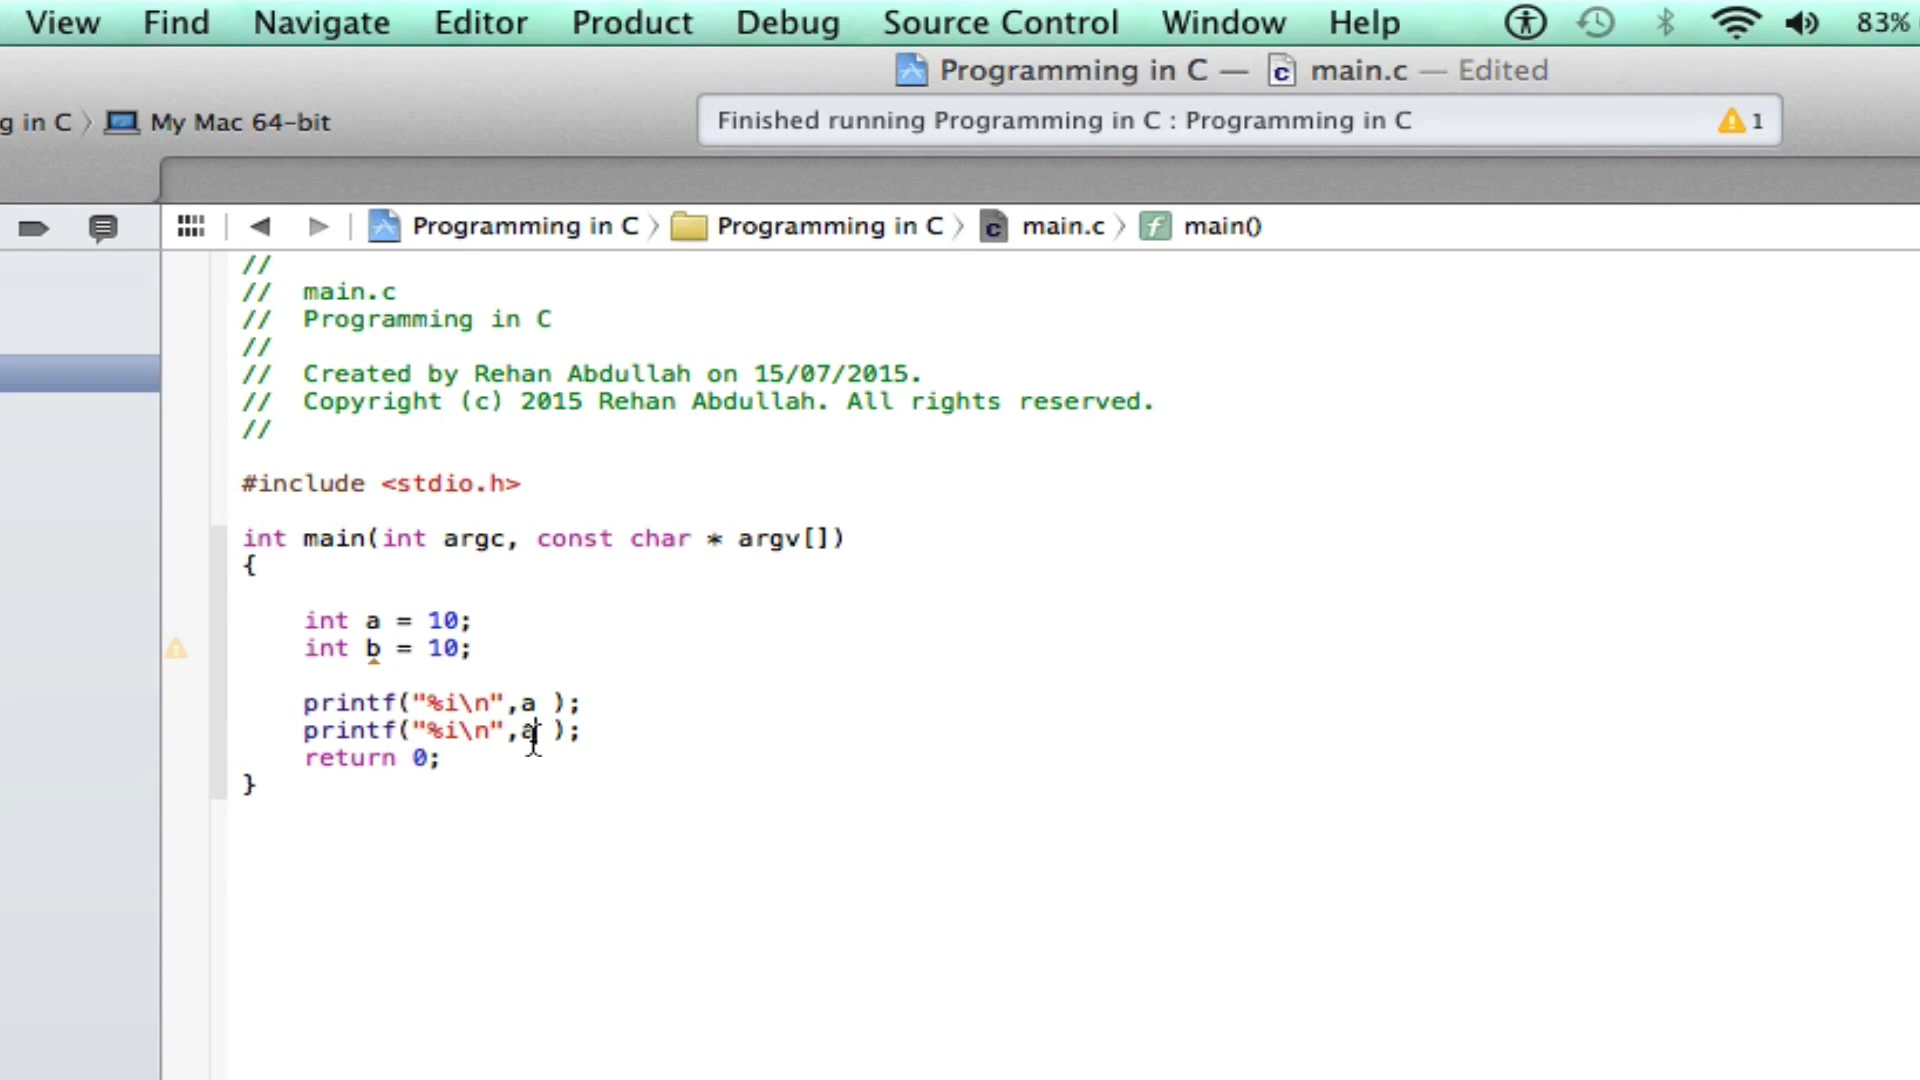 View Find Navigate Editor Product Debug Source Control Window Help 83%
Programming in C — main.c — Edited
g in C 〉 My Mac 64-bit Finished running Programming in C : Programming in C 1
Programming in C 〉 Programming in C 〉 main.c 〉 main()
//
// main.c
// Programming in C
//
// Created by Rehan Abdullah on 15/07/2015.
// Copyright (c) 2015 Rehan Abdullah. All rights reserved.
//
#include <stdio.h>
int main(int argc, const char * argv[])
{
int a = 10;
int b = 10;
printf("%i\n",a );
printf("%i\n",a );
return 0;
}